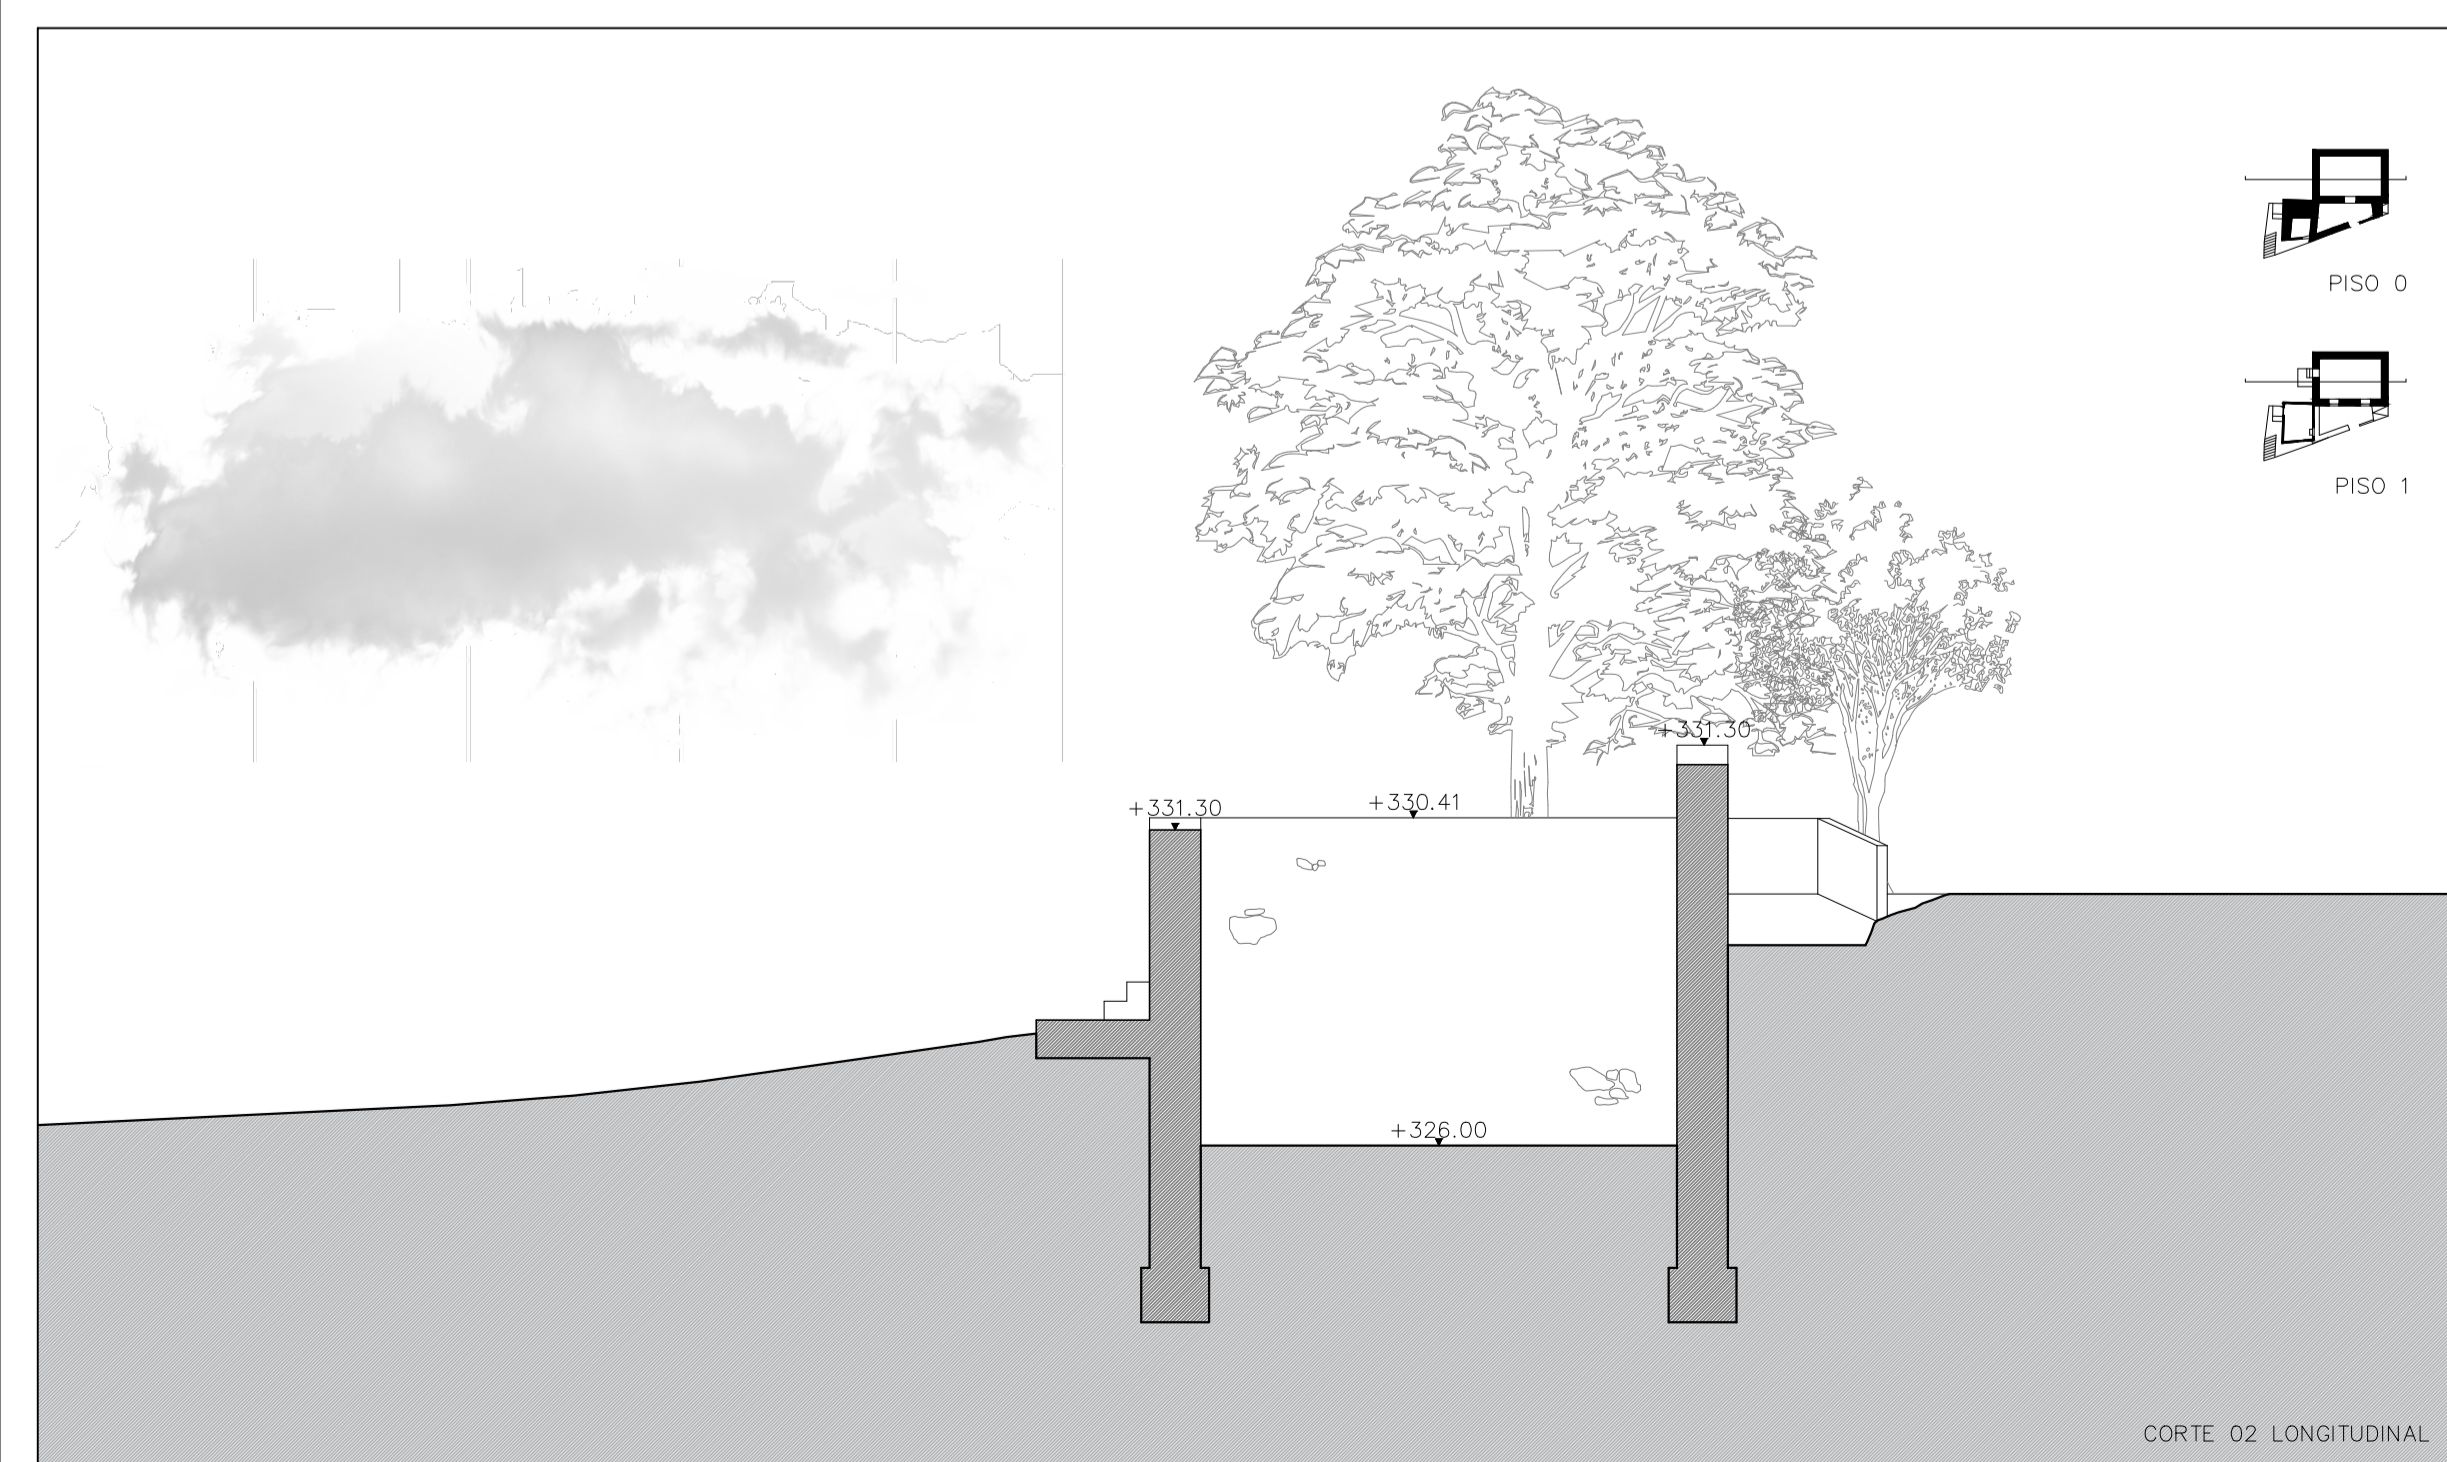 PISO 0
PISO 1
+331.30
+331.30
+330.41
+326.00
CORTE 02 LONGITUDINAL